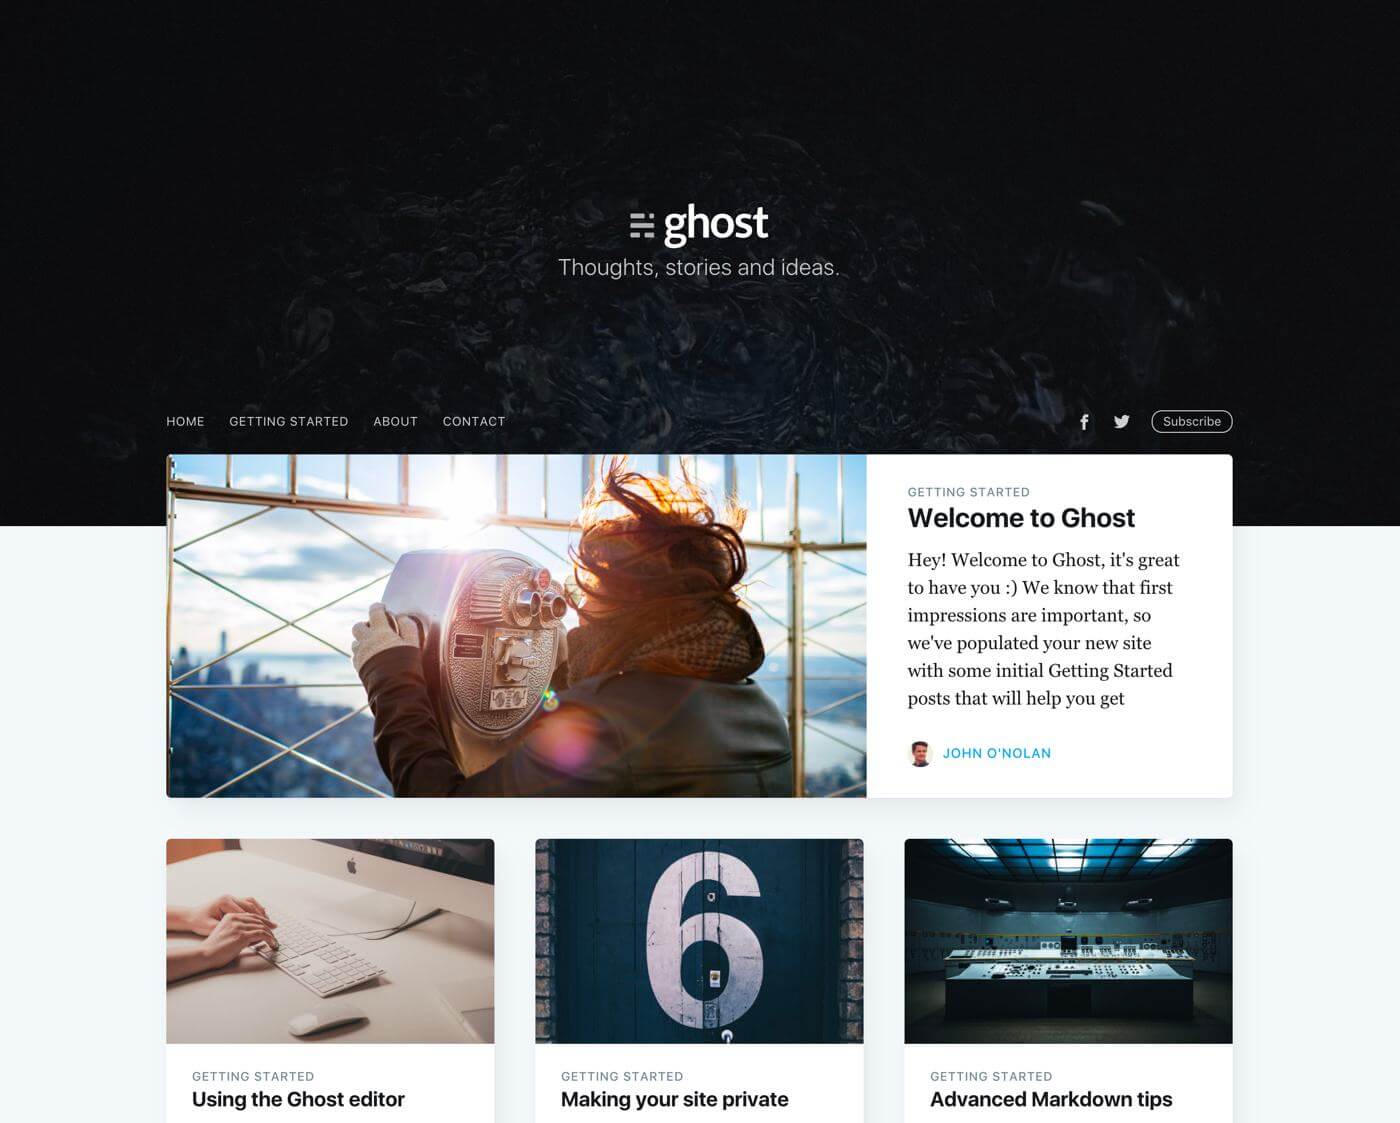 ghost
Thoughts, stories and ideas.
HOME GETTING STARTED ABOUT CONTACT Subscribe
GETTING STARTED
Welcome to Ghost
Hey! Welcome to Ghost, it's great
to have you :) We know that first
impressions are important, so
we've populated your new site
with some initial Getting Started
posts that will help you get
JOHN O'NOLAN
6
GETTING STARTED
Using the Ghost editor
GETTING STARTED
Making your site private
GETTING STARTED
Advanced Markdown tips